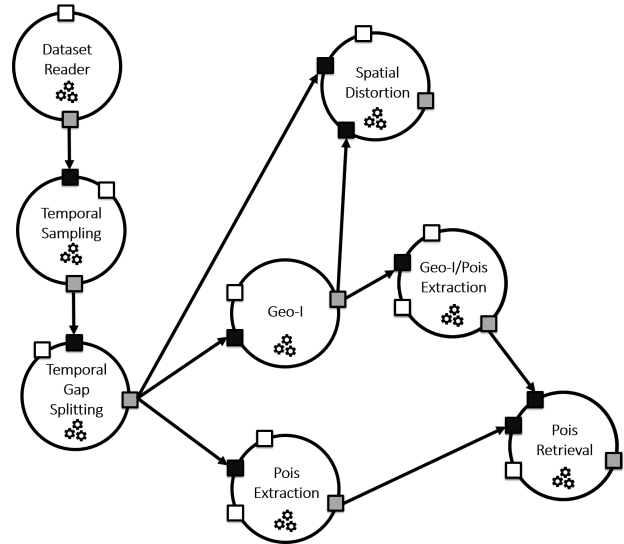 Dataset
Reader
Spatial
Distortion
Temporal
Sampling
Geo-I
Geo-I/Pois
Extraction
Temporal
Gap
Splitting
Pois
Extraction
Pois
Retrieval